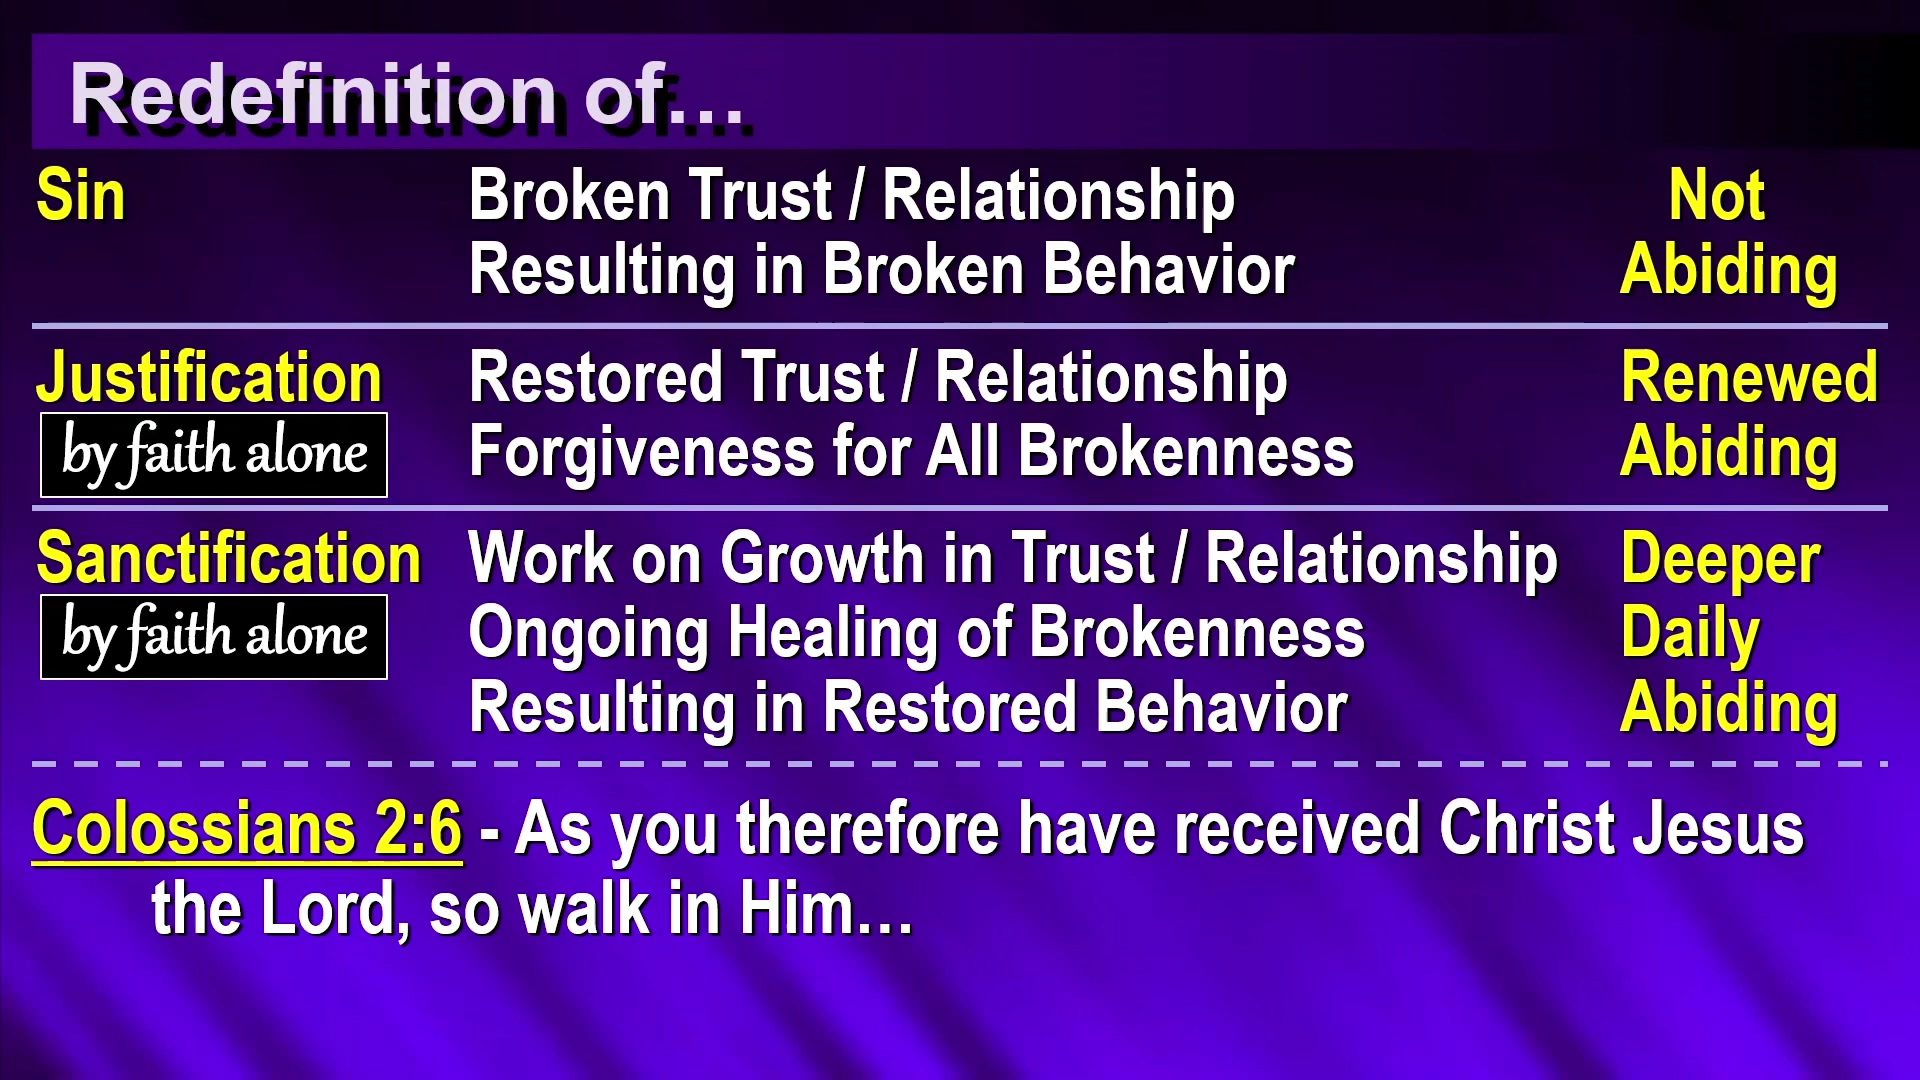 Redefinition of…
Sin Broken Trust / Relationship Not
Resulting in Broken Behavior Abiding
Justification Restored Trust / Relationship Renewed
by faith alone Forgiveness for All Brokenness Abiding
Sanctification Work on Growth in Trust / Relationship Deeper
by faith alone Ongoing Healing of Brokenness Daily
Resulting in Restored Behavior Abiding
Colossians 2:6 - As you therefore have received Christ Jesus
the Lord, so walk in Him…